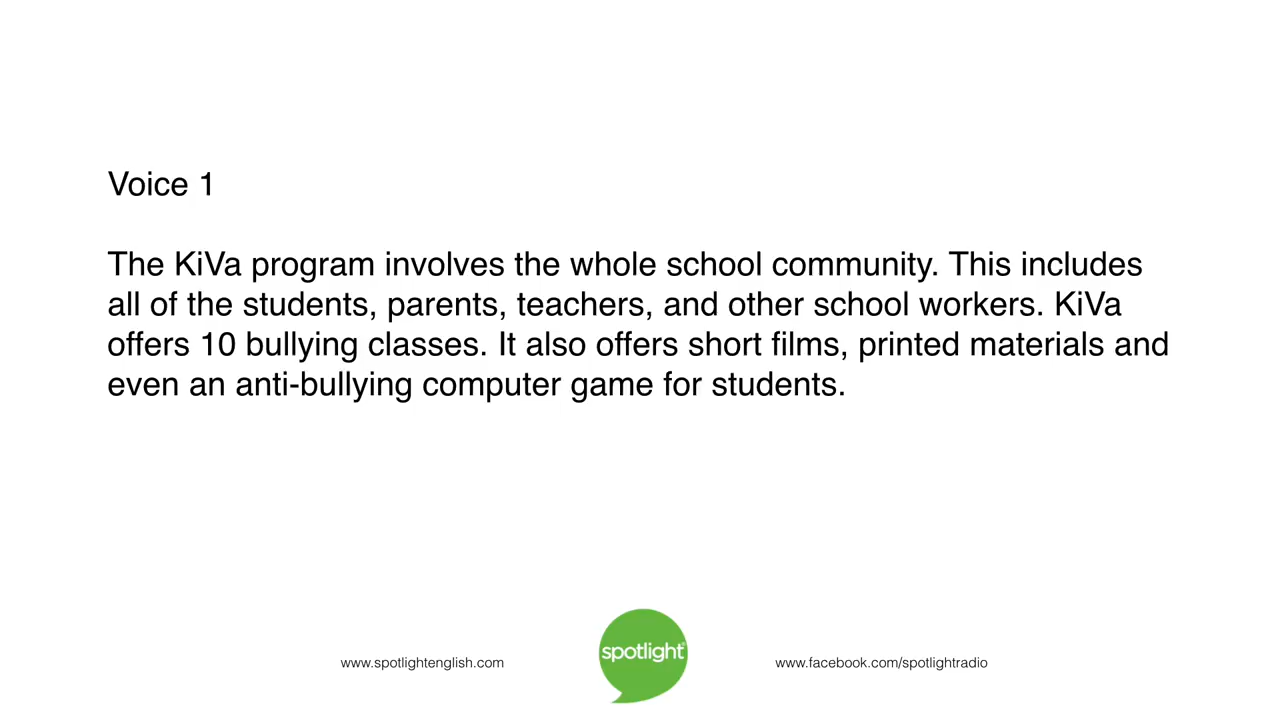 Voice 1
The KiVa program involves the whole school community. This includes
all of the students, parents, teachers, and other school workers. KiVa
offers 10 bullying classes. It also offers short films, printed materials and
even an anti-bullying computer game for students.
www.spotlightenglish.com
spotlight
www.facebook.com/spotlightradio